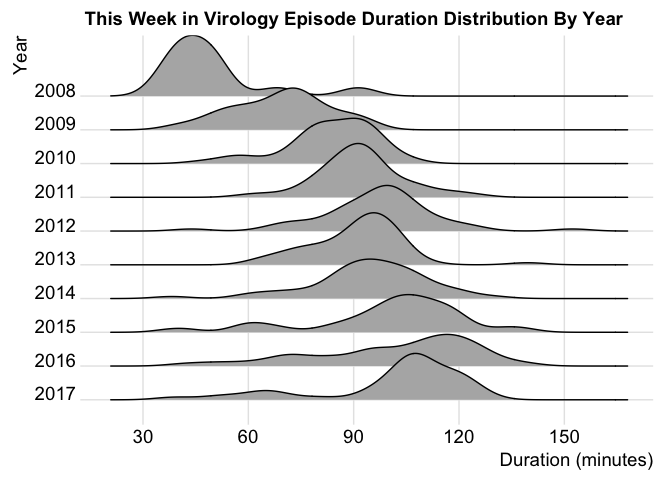 This Week in Virology Episode Duration Distribution By Year
Year
2008
2009
2010
2011
2012
2013
2014
2015
2016
2017
30 60 90 120 150
Duration (minutes)